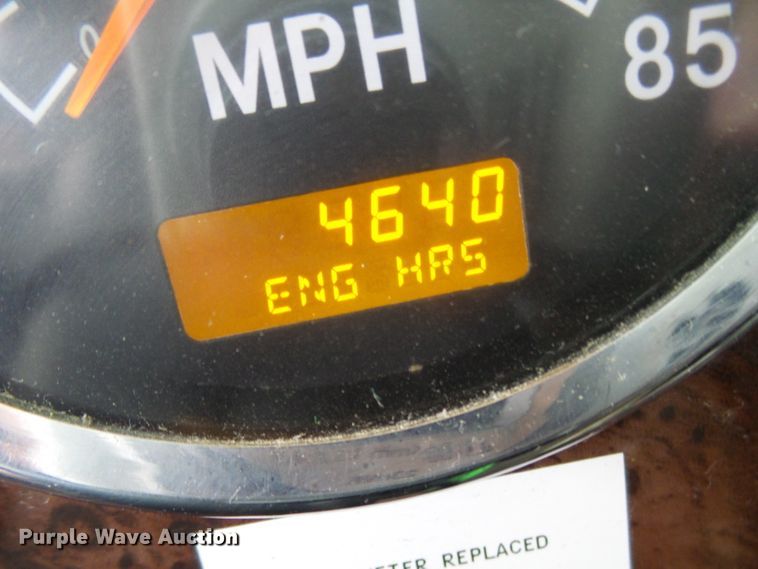 MPH
85
4640
ENG HRS
REPLACED
Purple Wave Auction